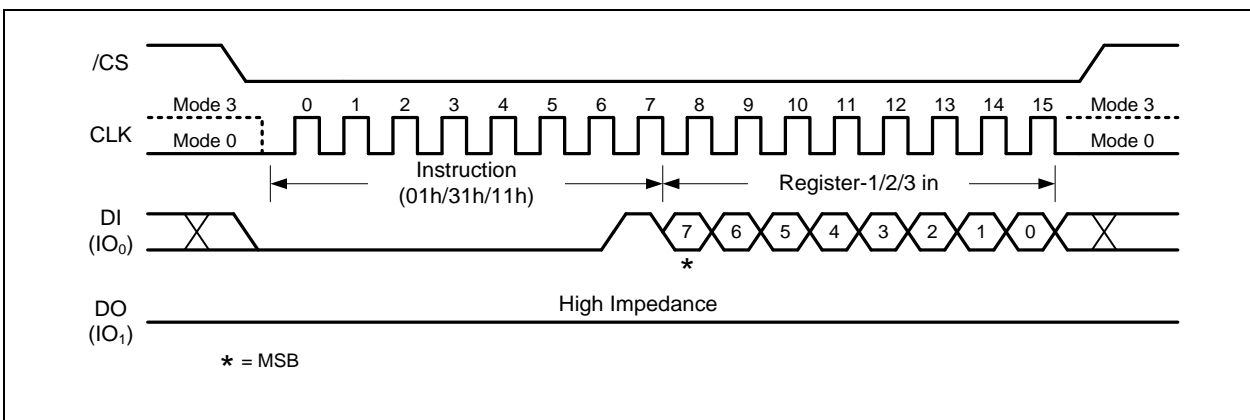 /CS
Mode 3 0 1 2 3 4 5 6 7 8 9 10 11 12 13 14 15 Mode 3
CLK
Mode 0 Mode 0
Instruction
(01h/31h/11h)
Register-1/2/3 in
DI
(IO₀)
7 6 5 4 3 2 1 0
*
High Impedance
DO
(IO₁)
* = MSB